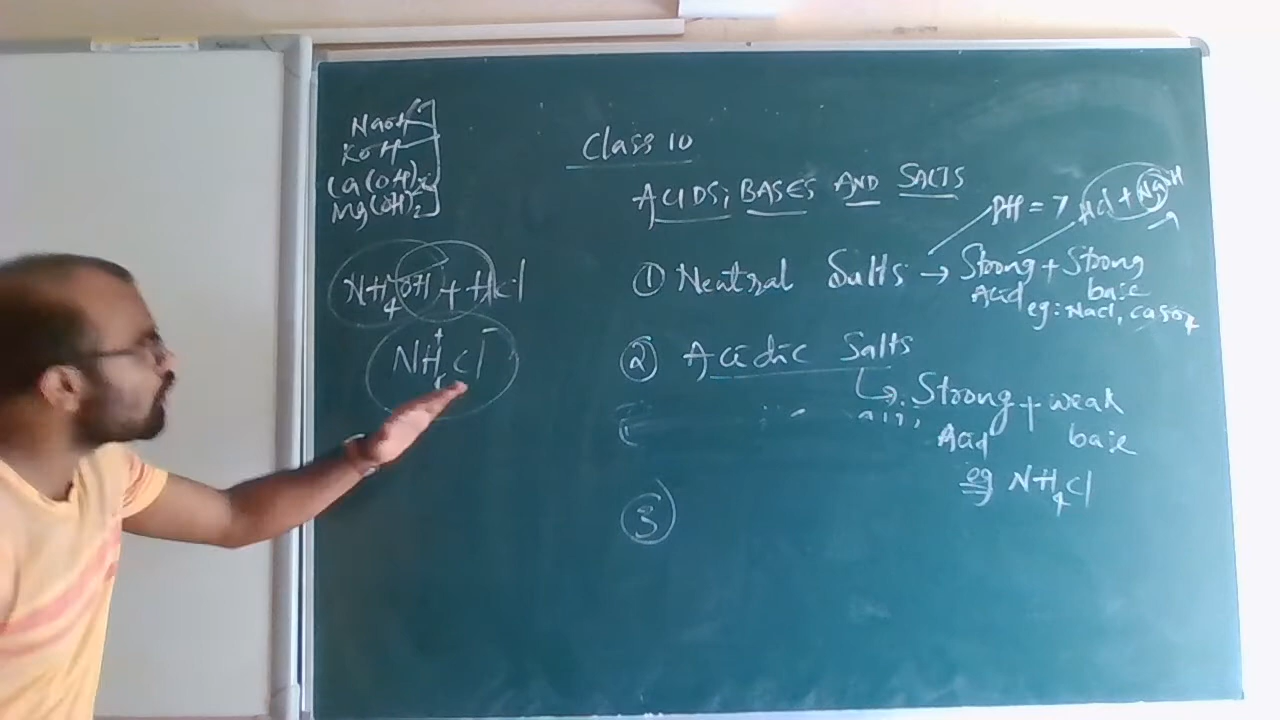 NaoH
KoH
Ca(OH)2
Mg(OH)2
NH4OH + HCl
NH4+ Cl-
Class 10
ACIDS, BASES AND SALTS
PH = 7 Hcl + NaOH
① Neutral Salts → Strong Acid + Strong base
eg: Nacl, CaSO4
② Acidic Salts
Strong Acid + weak base
eg NH4Cl
③